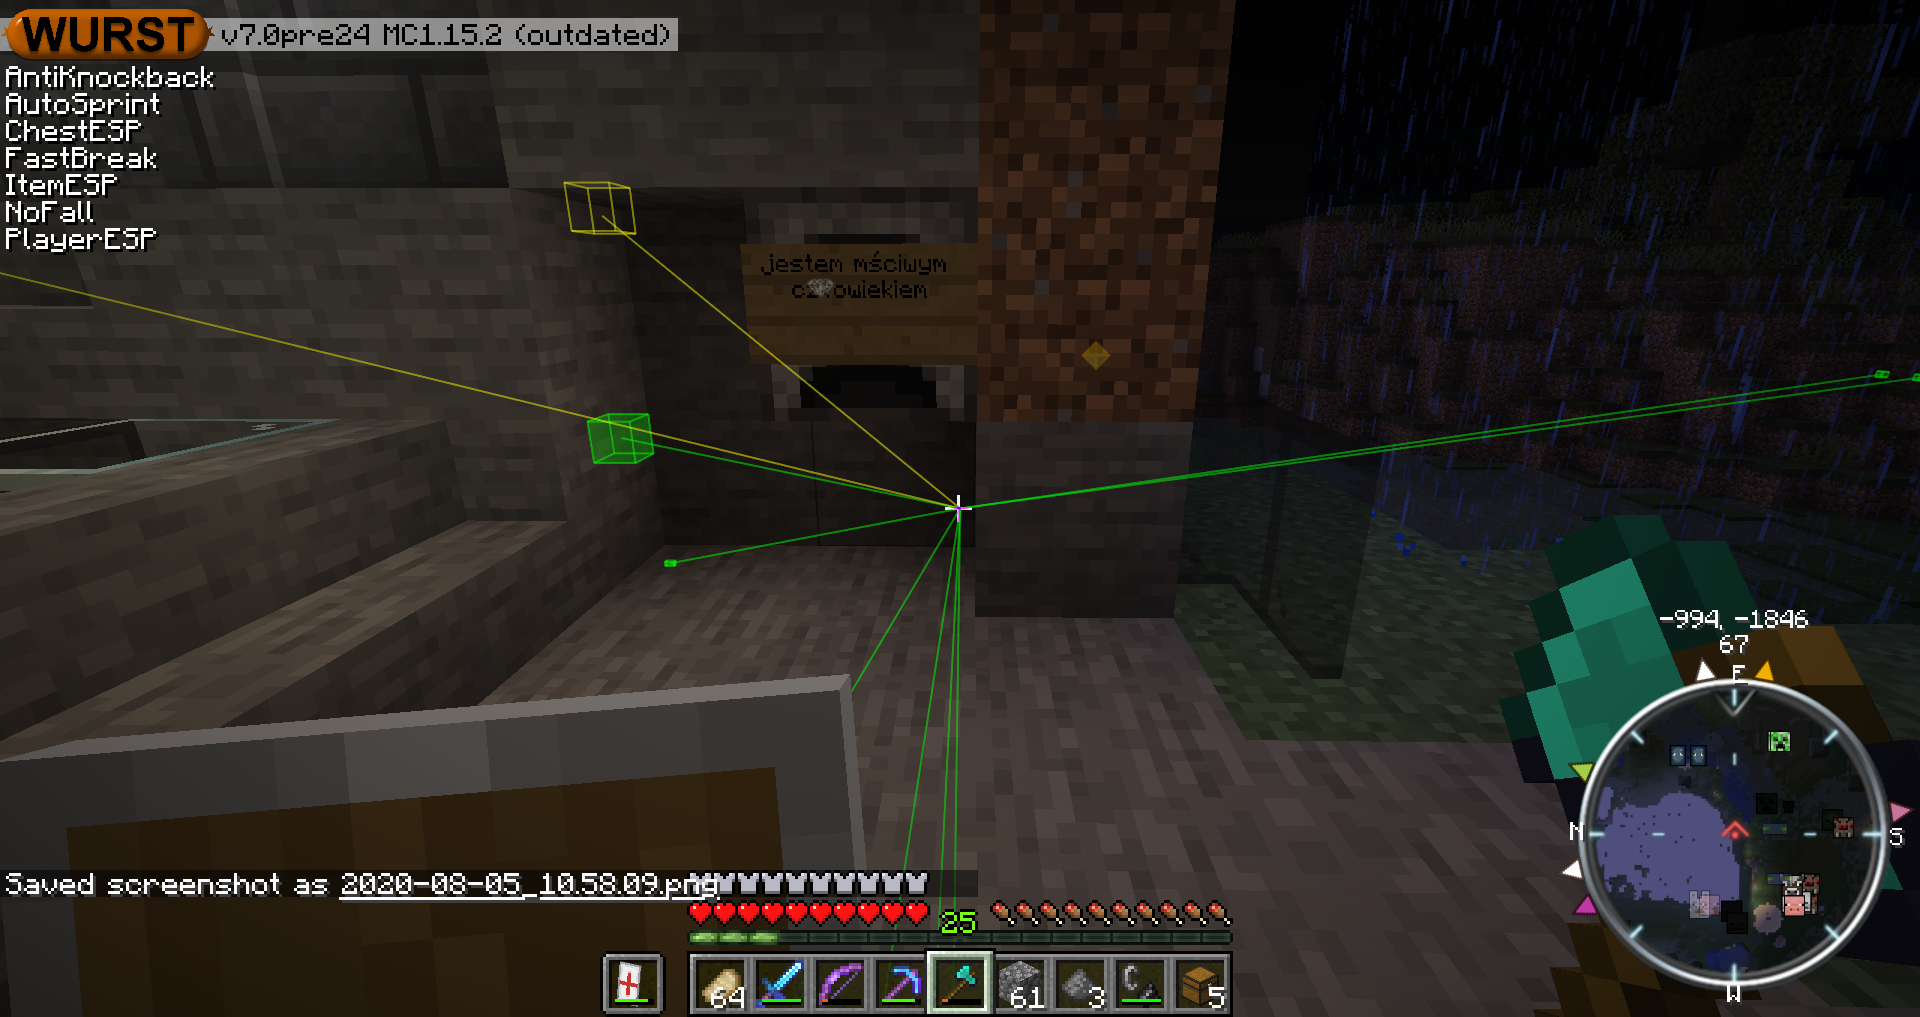 WURST v7.0pre24 MC1.15.2 (outdated)
AntiKnockback
AutoSprint
ChestESP
FastBreak
ItemESP
NoFall
PlayerESP
jestem mściwym
człowiekiem
-994, -1846
67
E
N
S
W
Saved screenshot as 2020-08-05_10.58.09.png
25
64
61
3
5